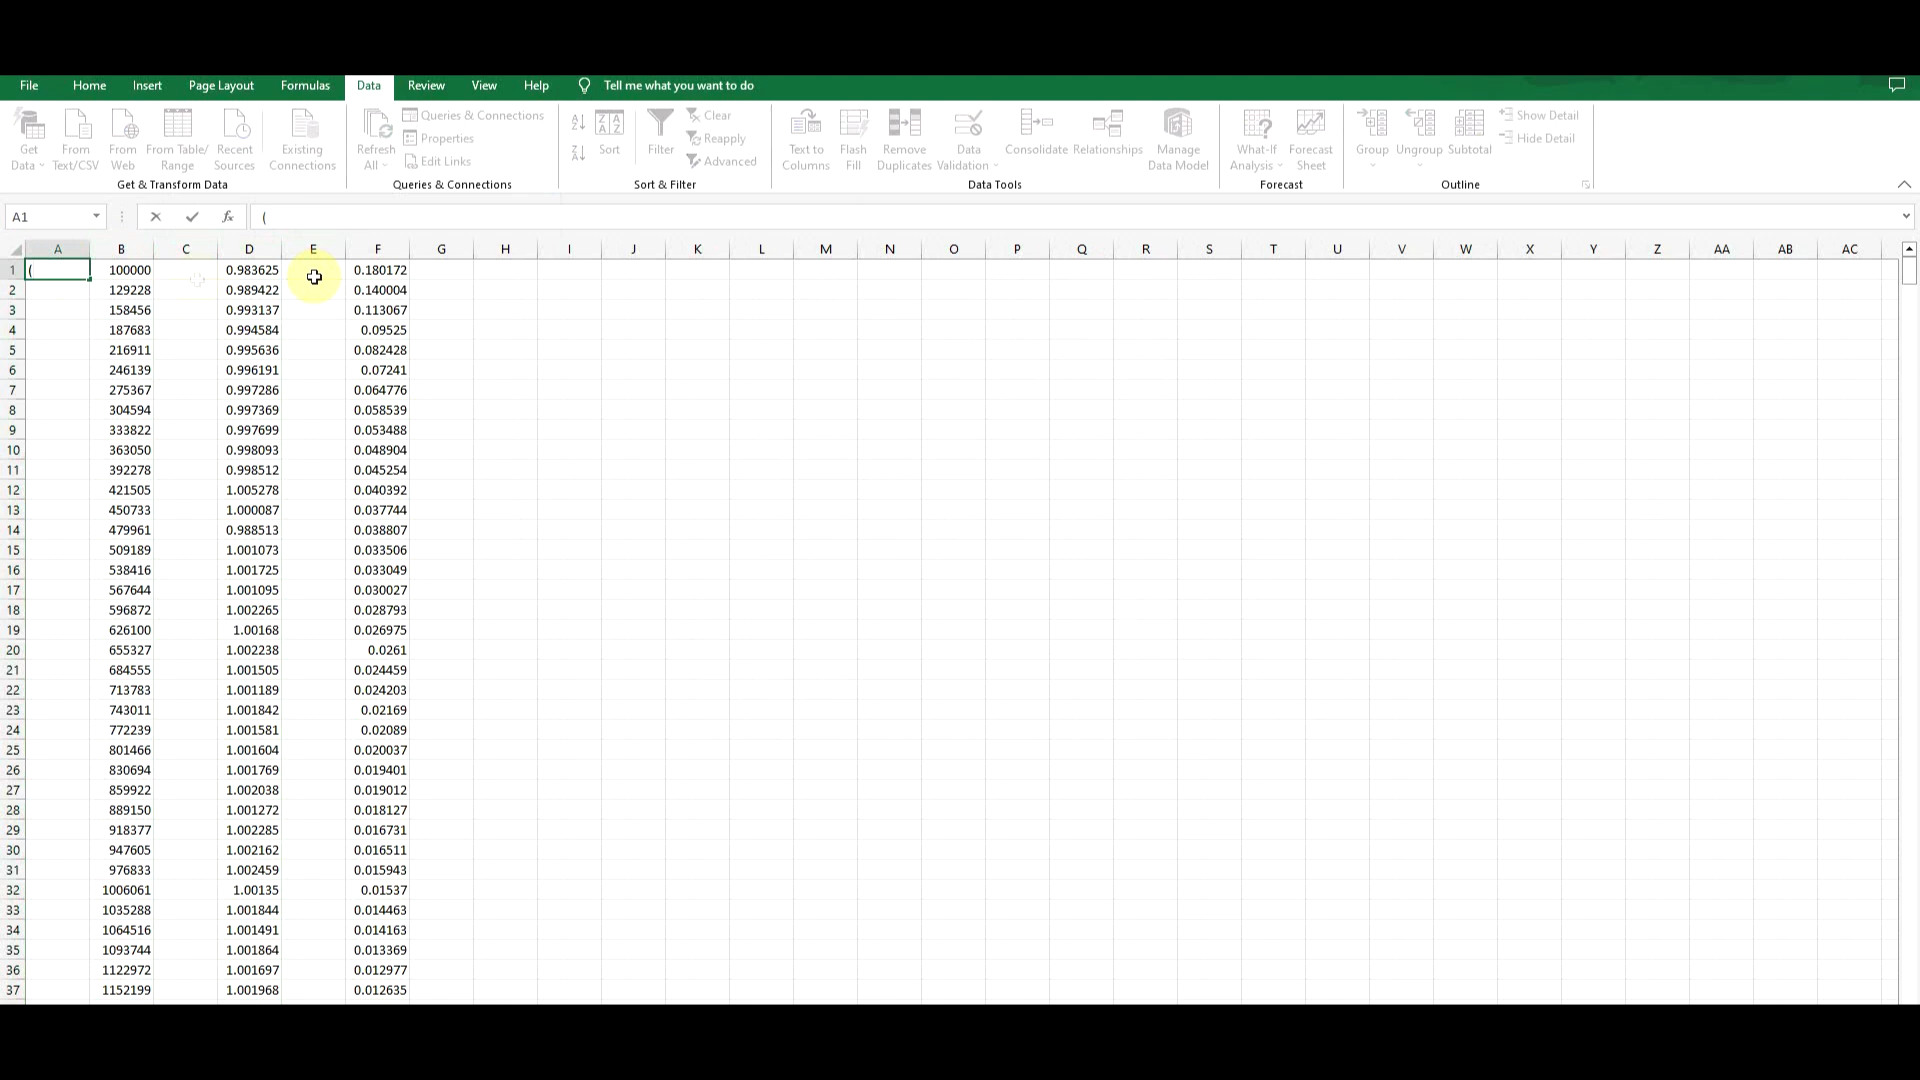 File Home Insert Page Layout Formulas Data Review View Help Tell me what you want to do
Get Data From Text/CSV From Web From Table/ Range Recent Sources Existing Connections
Get & Transform Data
Refresh All Queries & Connections Properties Edit Links
Queries & Connections
Sort Filter Clear Reapply Advanced
Sort & Filter
Text to Columns Flash Fill Remove Duplicates Data Validation Consolidate Relationships Manage Data Model
Data Tools
What-If Analysis Forecast Sheet
Forecast
Group Ungroup Subtotal Show Detail Hide Detail
Outline
A1 fx (
A B C D E F G H I J K L M N O P Q R S T U V W X Y Z AA AB AC
1 ( 100000 0.983625 0.180172
2 129228 0.989422 0.140004
3 158456 0.993137 0.113067
4 187683 0.994584 0.09525
5 216911 0.995636 0.082428
6 246139 0.996191 0.07241
7 275367 0.997286 0.064776
8 304594 0.997369 0.058539
9 333822 0.997699 0.053488
10 363050 0.998093 0.048904
11 392278 0.998512 0.045254
12 421505 1.005278 0.040392
13 450733 1.000087 0.037744
14 479961 0.988513 0.038807
15 509189 1.001073 0.033506
16 538416 1.001725 0.033049
17 567644 1.001095 0.030027
18 596872 1.002265 0.028793
19 626100 1.00168 0.026975
20 655327 1.002238 0.0261
21 684555 1.001505 0.024459
22 713783 1.001189 0.024203
23 743011 1.001842 0.02169
24 772239 1.001581 0.02089
25 801466 1.001604 0.020037
26 830694 1.001769 0.019401
27 859922 1.002038 0.019012
28 889150 1.001272 0.018127
29 918377 1.002285 0.016731
30 947605 1.002162 0.016511
31 976833 1.002459 0.015943
32 1006061 1.00135 0.01537
33 1035288 1.001844 0.014463
34 1064516 1.001491 0.014163
35 1093744 1.001864 0.013369
36 1122972 1.001697 0.012977
37 1152199 1.001968 0.012635